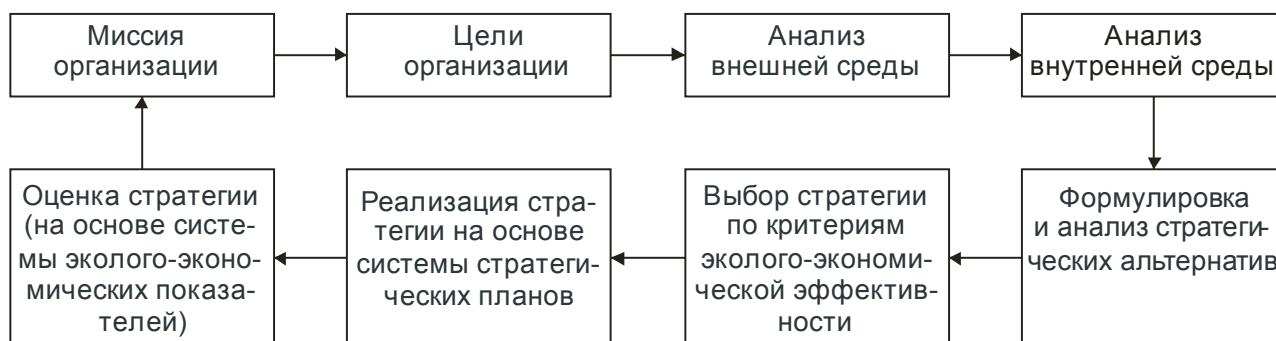 Миссия
организации
Цели
организации
Анализ
внешней среды
Анализ
внутренней среды
Оценка стратегии
(на основе систе-
мы эколого-эконо-
мических показа-
телей)
Реализация стра-
тегии на основе
системы стратеги-
ческих планов
Выбор стратегии
по критериям
эколого-экономи-
ческой эффектив-
ности
Формулировка
и анализ стратеги-
ческих альтернатив